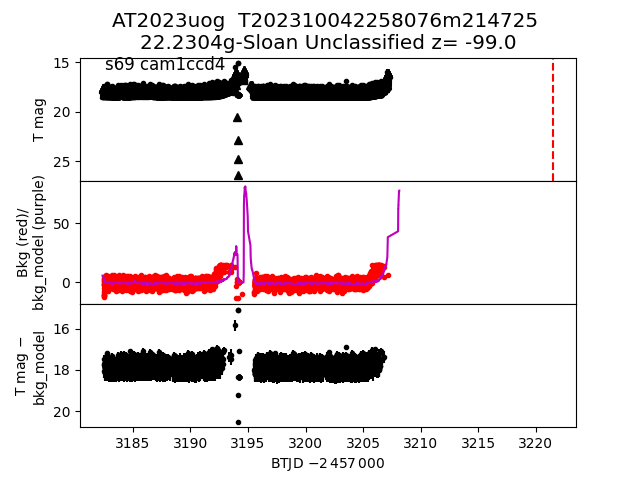 AT2023uog  T202310042258076m214725
22.2304g-Sloan Unclassified z= -99.0
s69 cam1ccd4
15
20
25
T mag
50
0
Bkg (red)/
bkg_model (purple)
16
18
20
T mag −
bkg_model
3185 3190 3195 3200 3205 3210 3215 3220
BTJD −2 457 000